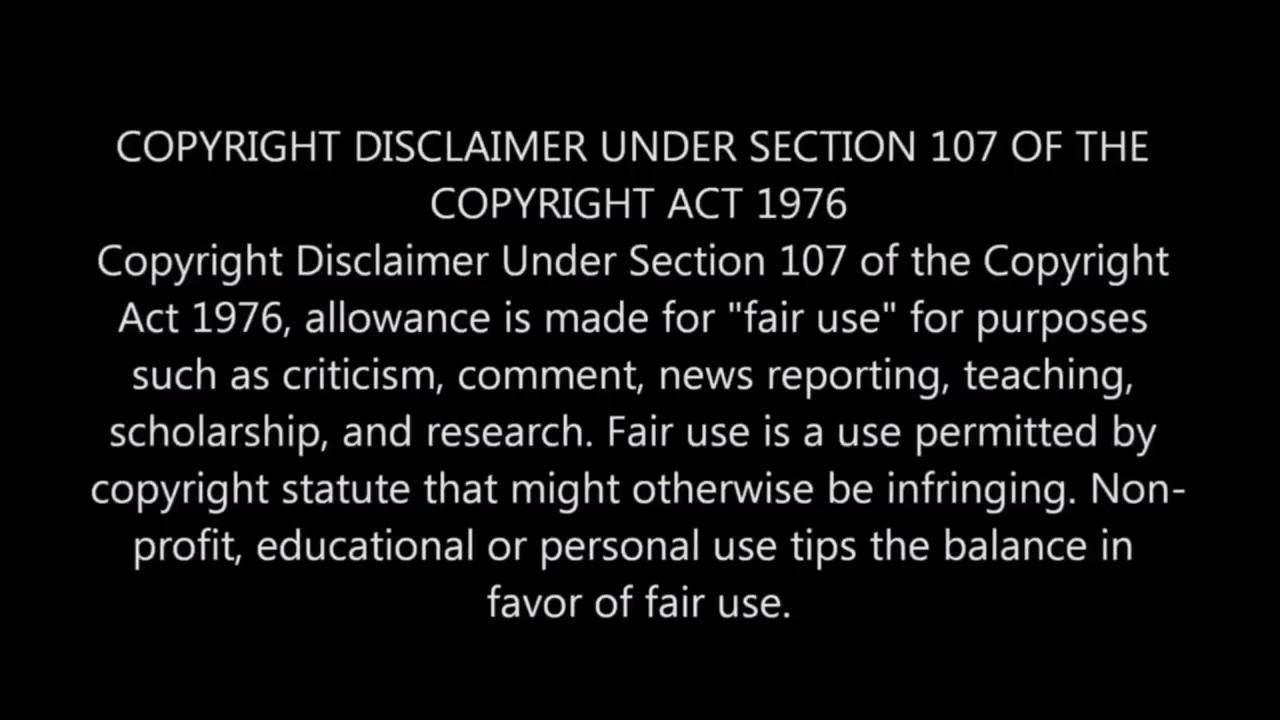 COPYRIGHT DISCLAIMER UNDER SECTION 107 OF THE
COPYRIGHT ACT 1976
Copyright Disclaimer Under Section 107 of the Copyright
Act 1976, allowance is made for "fair use" for purposes
such as criticism, comment, news reporting, teaching,
scholarship, and research. Fair use is a use permitted by
copyright statute that might otherwise be infringing. Non-
profit, educational or personal use tips the balance in
favor of fair use.